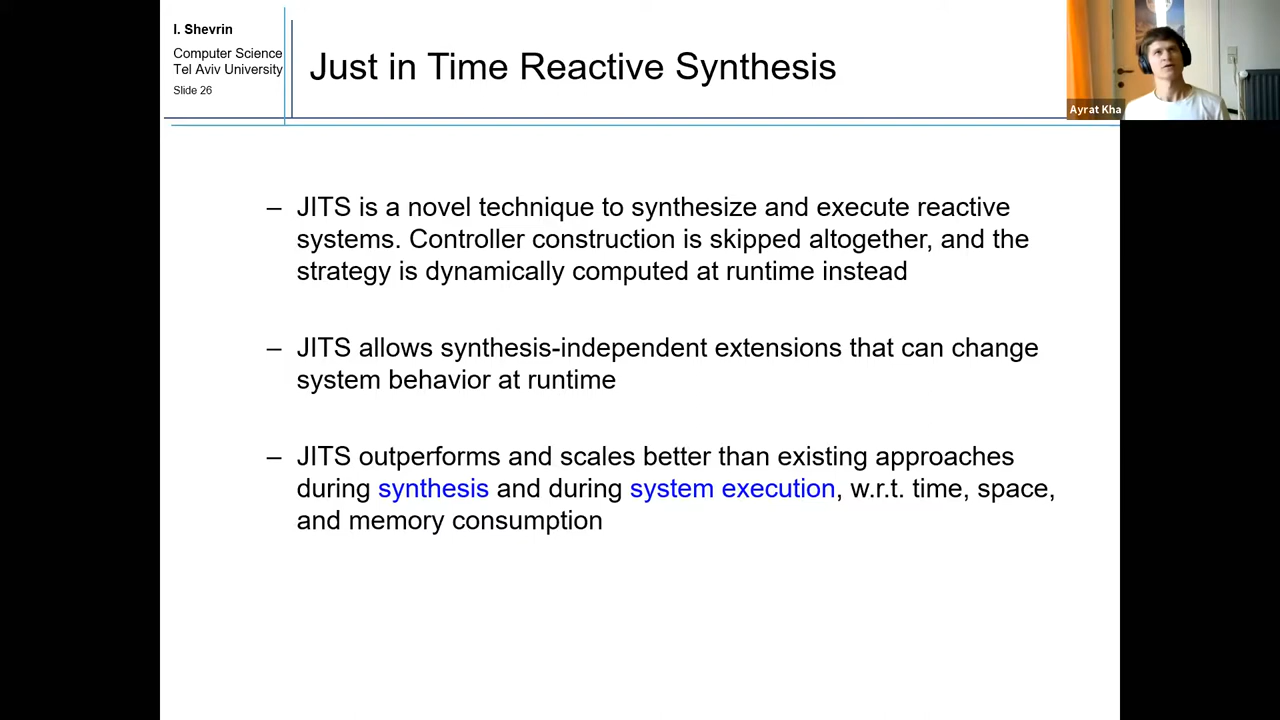 I. Shevrin
Computer Science
Tel Aviv University
Slide 26
Just in Time Reactive Synthesis
Ayrat Kha
– JITS is a novel technique to synthesize and execute reactive
systems. Controller construction is skipped altogether, and the
strategy is dynamically computed at runtime instead
– JITS allows synthesis-independent extensions that can change
system behavior at runtime
– JITS outperforms and scales better than existing approaches
during synthesis and during system execution, w.r.t. time, space,
and memory consumption